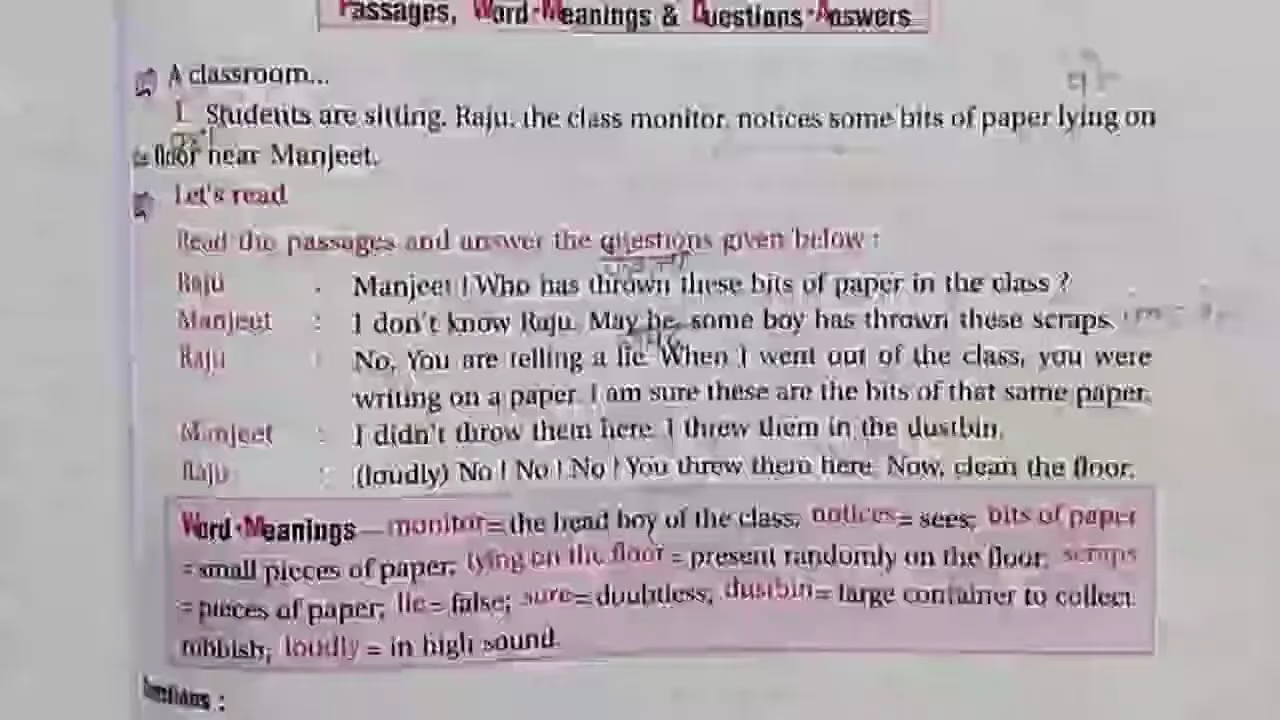 Passages, Word-Meanings & Questions-Answers
A classroom...
1. Students are sitting. Raju, the class monitor, notices some bits of paper lying on
the floor near Manjeet.
Let's read
Read the passages and answer the questions given below :
Raju : Manjeet ! Who has thrown these bits of paper in the class ?
Manjeet : I don't know Raju. May be, some boy has thrown these scraps.
Raju : No, You are telling a lie. When I went out of the class, you were
writing on a paper. I am sure these are the bits of that same paper.
Manjeet : I didn't throw them here. I threw them in the dustbin.
Raju : (loudly) No ! No ! No ! You threw them here. Now, clean the floor.
Word-Meanings—monitor= the head boy of the class; notices= sees; bits of paper
= small pieces of paper; lying on the floor = present randomly on the floor; scraps
= pieces of paper; lie= false; sure= doubtless; dustbin= large container to collect
rubbish; loudly = in high sound.
Questions :